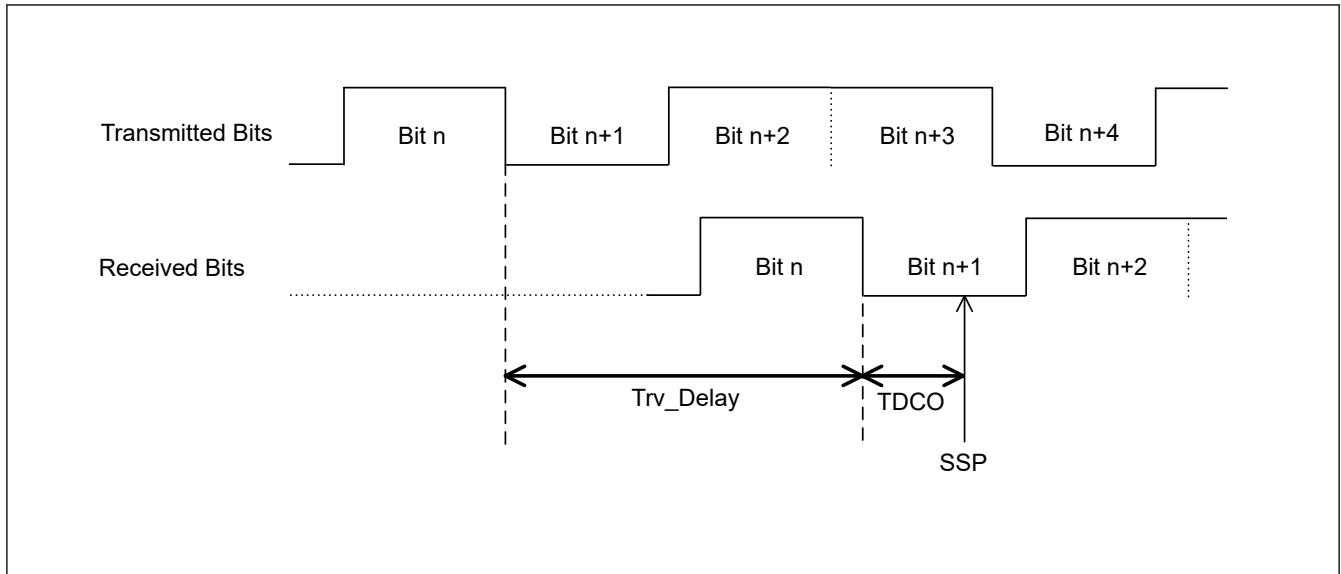 Transmitted Bits Bit n Bit n+1 Bit n+2 Bit n+3 Bit n+4
Received Bits Bit n Bit n+1 Bit n+2
Trv_Delay TDCO
SSP